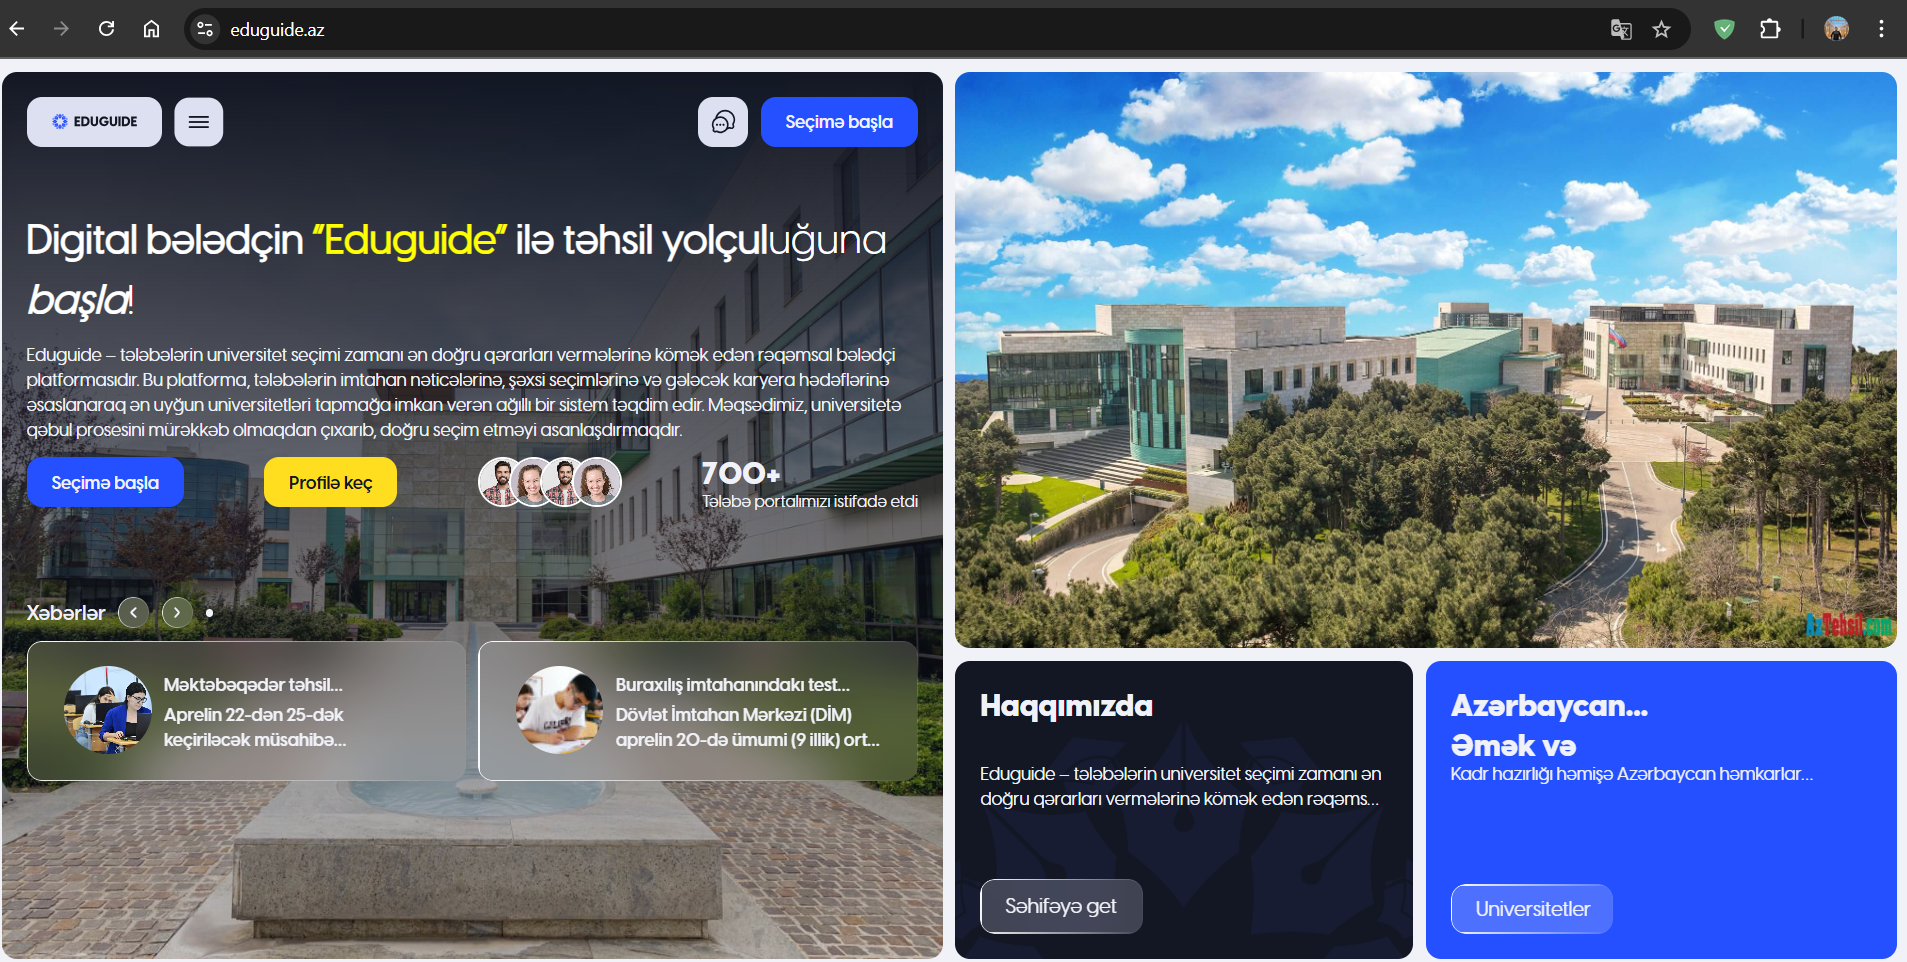 eduguide.az
EDUGUIDE
Seçimə başla
Digital bələdçin “Eduguide” ilə təhsil yolçuluğuna
başla!
Eduguide – tələbələrin universitet seçimi zamanı ən doğru qərarları vermələrinə kömək edən rəqəmsal bələdçi
platformasıdır. Bu platforma, tələbələrin imtahan nəticələrinə, şəxsi seçimlərinə və gələcək karyera hədəflərinə
əsaslanaraq ən uyğun universitetləri tapmağa imkan verən ağıllı bir sistem təqdim edir. Məqsədimiz, universitetə
qəbul prosesini mürəkkəb olmaqdan çıxarıb, doğru seçim etməyi asanlaşdırmaqdır.
Seçimə başla
Profilə keç
700+
Tələbə portalımızı istifadə etdi
Xəbərlər
Məktəbəqədər təhsil...
Aprelin 22-dən 25-dək
keçiriləcək müsahibə...
Buraxılış imtahanındakı test...
Dövlət İmtahan Mərkəzi (DİM)
aprelin 20-də ümumi (9 illik) ort...
AzTehsil.com
Haqqımızda
Eduguide – tələbələrin universitet seçimi zamanı ən
doğru qərarları vermələrinə kömək edən rəqəms...
Səhifəyə get
Azərbaycan...
Əmək və
Kadr hazırlığı həmişə Azərbaycan həmkarlar...
Universitetler